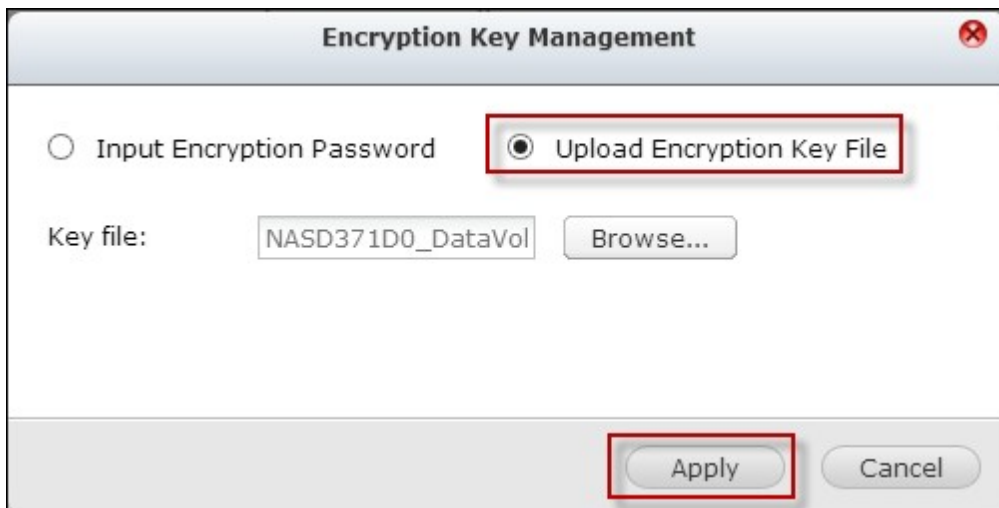 Encryption Key Management
Input Encryption Password Upload Encryption Key File
Key file: NASD371D0_DataVol Browse...
Apply Cancel